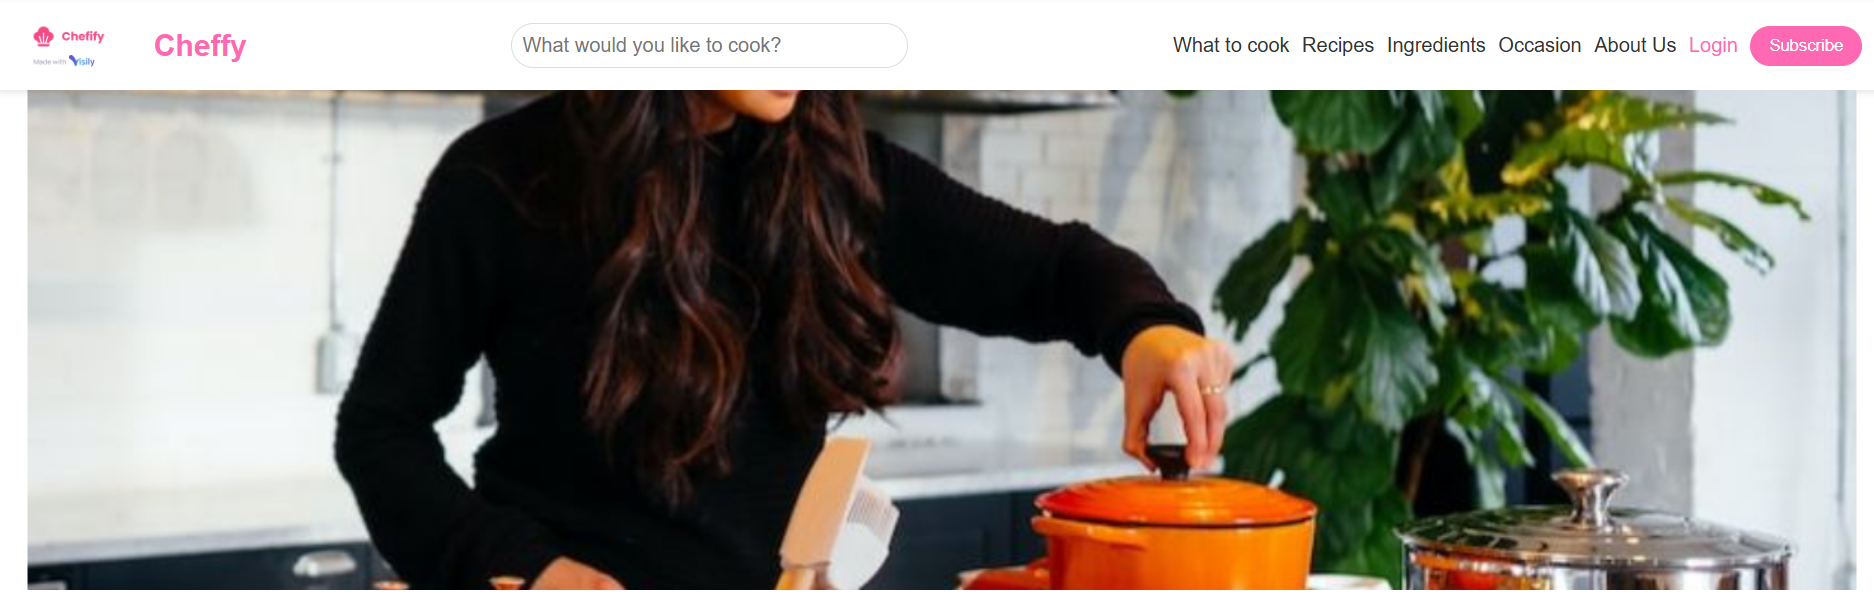 Chefify
Made with Visily
Cheffy
What would you like to cook?
What to cook Recipes Ingredients Occasion About Us Login Subscribe